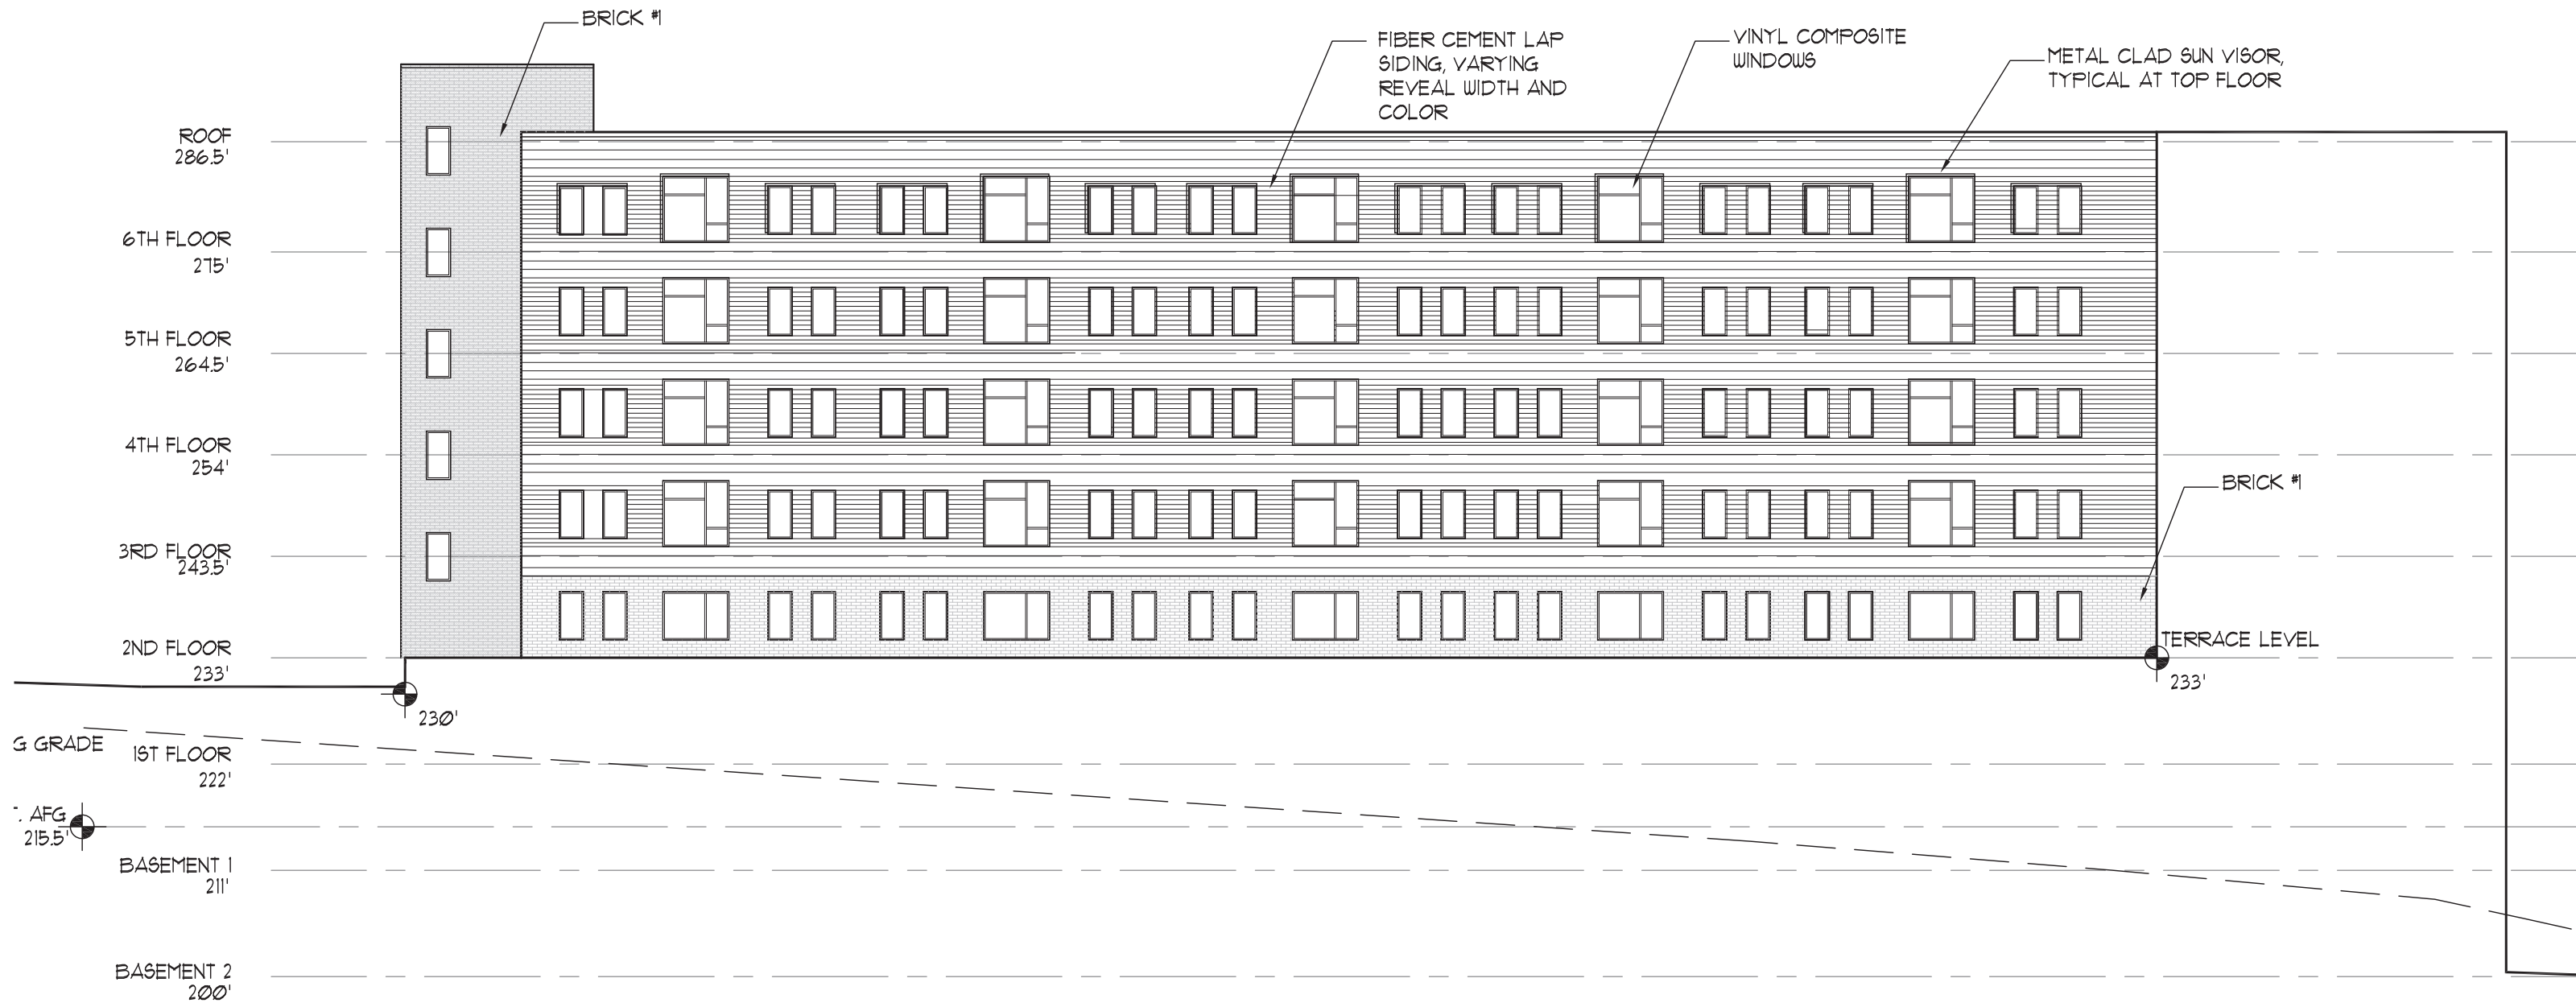 BRICK #1
FIBER CEMENT LAP
SIDING, VARYING
REVEAL WIDTH AND
COLOR
VINYL COMPOSITE
WINDOWS
METAL CLAD SUN VISOR,
TYPICAL AT TOP FLOOR
ROOF
286.5'
6TH FLOOR
275'
5TH FLOOR
264.5'
4TH FLOOR
254'
BRICK #1
3RD FLOOR
243.5'
2ND FLOOR
233'
TERRACE LEVEL
233'
230'
G GRADE
1ST FLOOR
222'
. AFG
215.5'
BASEMENT 1
211'
BASEMENT 2
200'